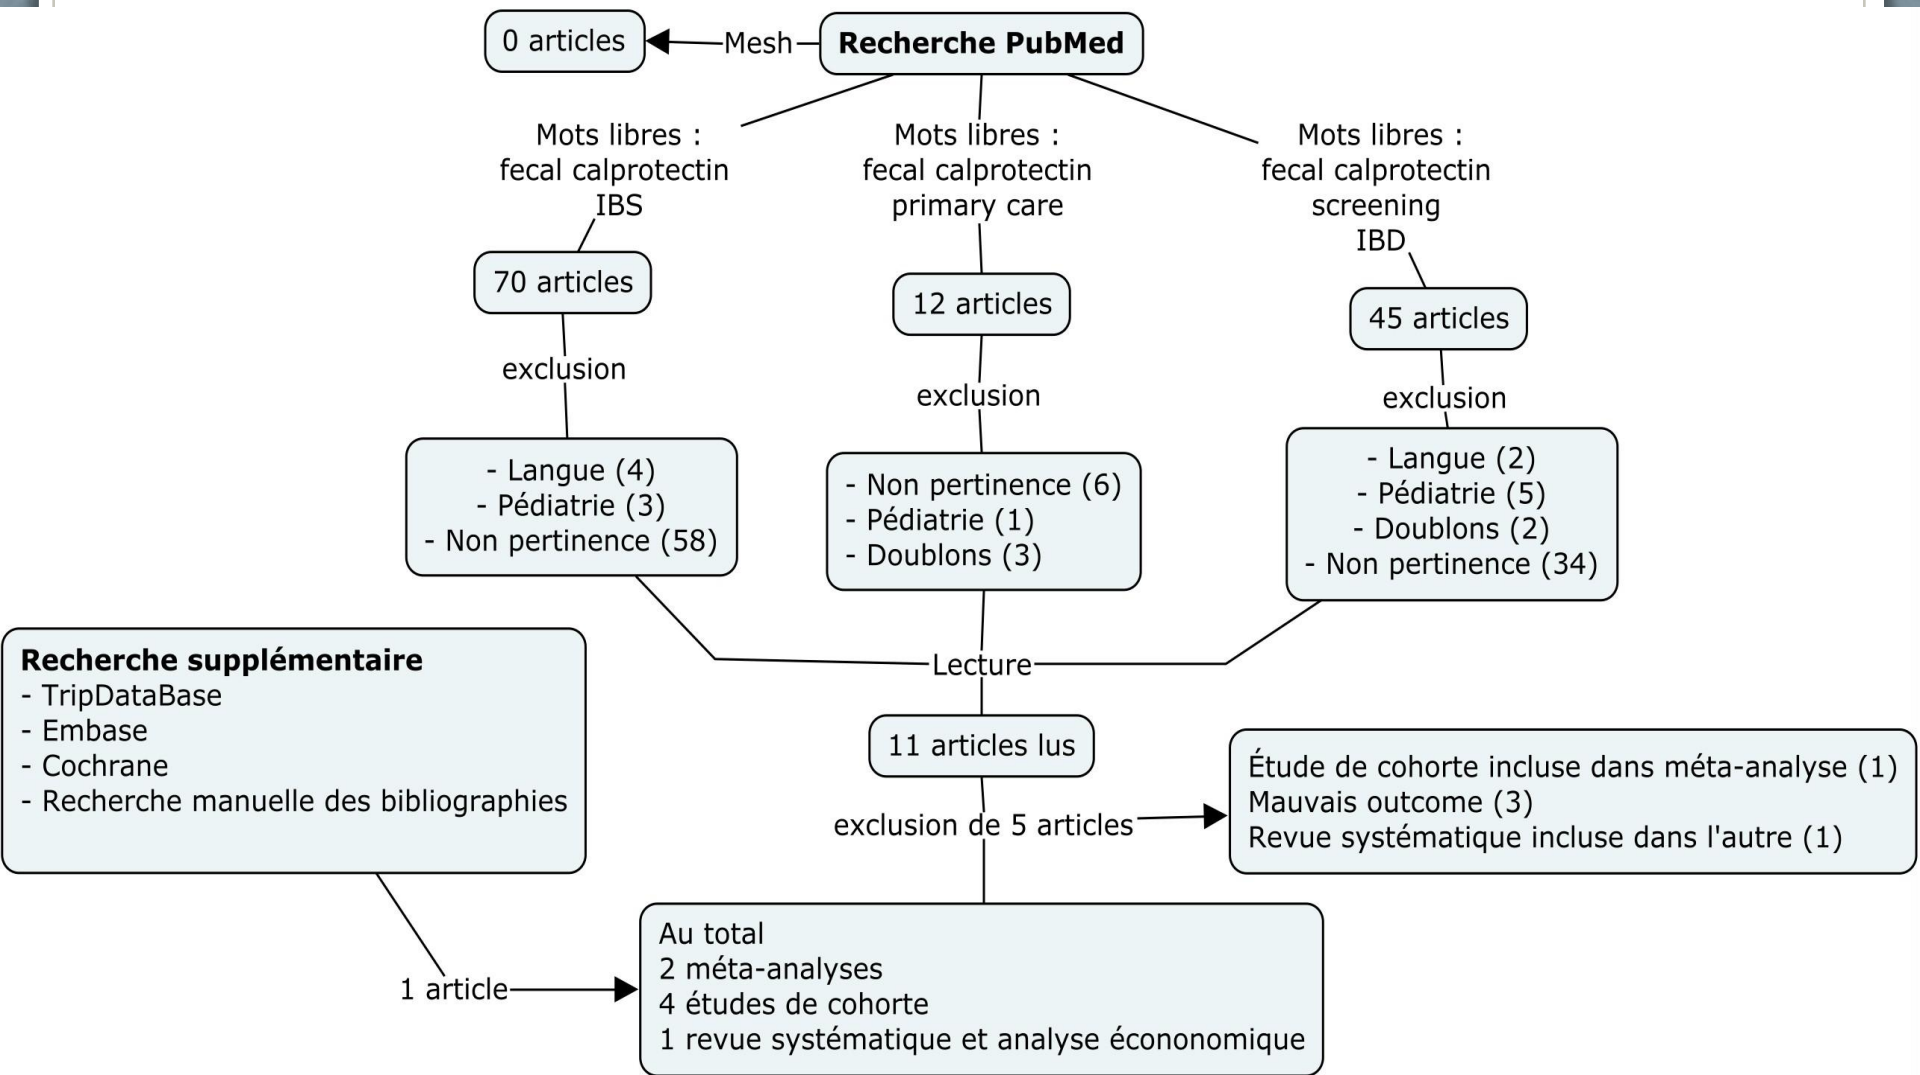 0 articles
Mesh
Recherche PubMed
Mots libres :
fecal calprotectin
IBS
Mots libres :
fecal calprotectin
primary care
Mots libres :
fecal calprotectin
screening
IBD
70 articles
12 articles
45 articles
exclusion
exclusion
exclusion
- Langue (4)
- Pédiatrie (3)
- Non pertinence (58)
- Non pertinence (6)
- Pédiatrie (1)
- Doublons (3)
- Langue (2)
- Pédiatrie (5)
- Doublons (2)
- Non pertinence (34)
Lecture
Recherche supplémentaire
- TripDataBase
- Embase
- Cochrane
- Recherche manuelle des bibliographies
11 articles lus
exclusion de 5 articles
Étude de cohorte incluse dans méta-analyse (1)
Mauvais outcome (3)
Revue systématique incluse dans l'autre (1)
1 article
Au total
2 méta-analyses
4 études de cohorte
1 revue systématique et analyse écononomique